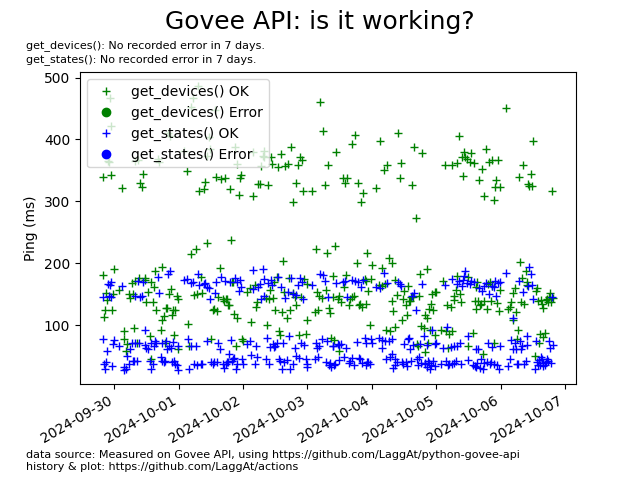 Govee API: is it working?
get_devices(): No recorded error in 7 days.
get_states(): No recorded error in 7 days.
500
400
300
200
100
Ping (ms)
get_devices() OK
get_devices() Error
get_states() OK
get_states() Error
2024-09-30
2024-10-01
2024-10-02
2024-10-03
2024-10-04
2024-10-05
2024-10-06
2024-10-07
data source: Measured on Govee API, using https://github.com/LaggAt/python-govee-api
history & plot: https://github.com/LaggAt/actions